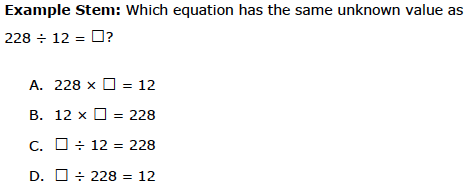 Example Stem: Which equation has the same unknown value as
228 ÷ 12 = □?
A. 228 × □ = 12
B. 12 × □ = 228
C. □ ÷ 12 = 228
D. □ ÷ 228 = 12